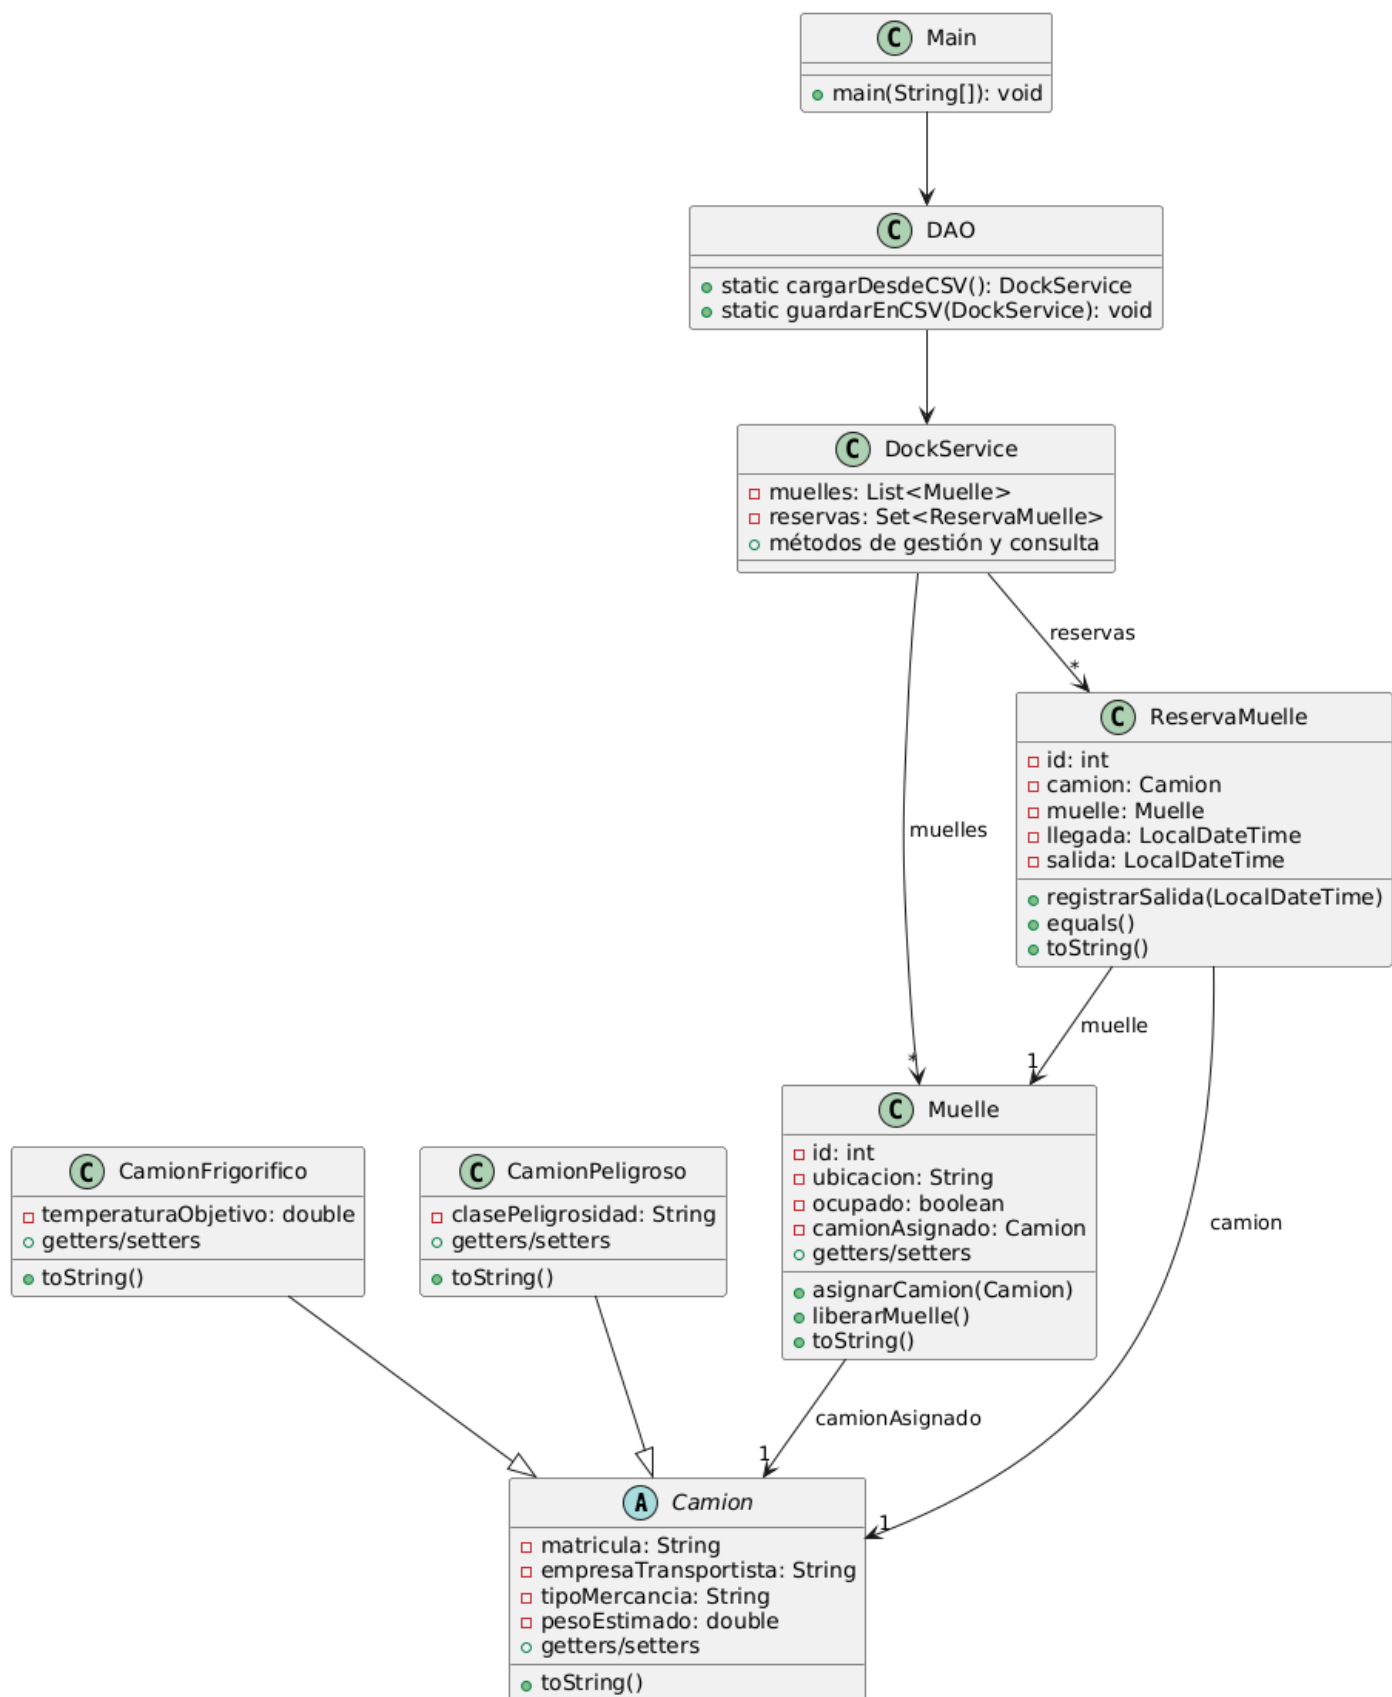 C Main
main(String[]): void
C DAO
static cargarDesdeCSV(): DockService
static guardarEnCSV(DockService): void
C DockService
muelles: List<Muelle>
reservas: Set<ReservaMuelle>
métodos de gestión y consulta
reservas
*
C ReservaMuelle
id: int
camion: Camion
muelle: Muelle
llegada: LocalDateTime
salida: LocalDateTime
registrarSalida(LocalDateTime)
equals()
toString()
muelles
*
muelle
1
C Muelle
id: int
ubicacion: String
ocupado: boolean
camionAsignado: Camion
getters/setters
asignarCamion(Camion)
liberarMuelle()
toString()
C CamionFrigorifico
temperaturaObjetivo: double
getters/setters
toString()
C CamionPeligroso
clasePeligrosidad: String
getters/setters
toString()
camion
1
camionAsignado
1
A Camion
matricula: String
empresaTransportista: String
tipoMercancia: String
pesoEstimado: double
getters/setters
toString()